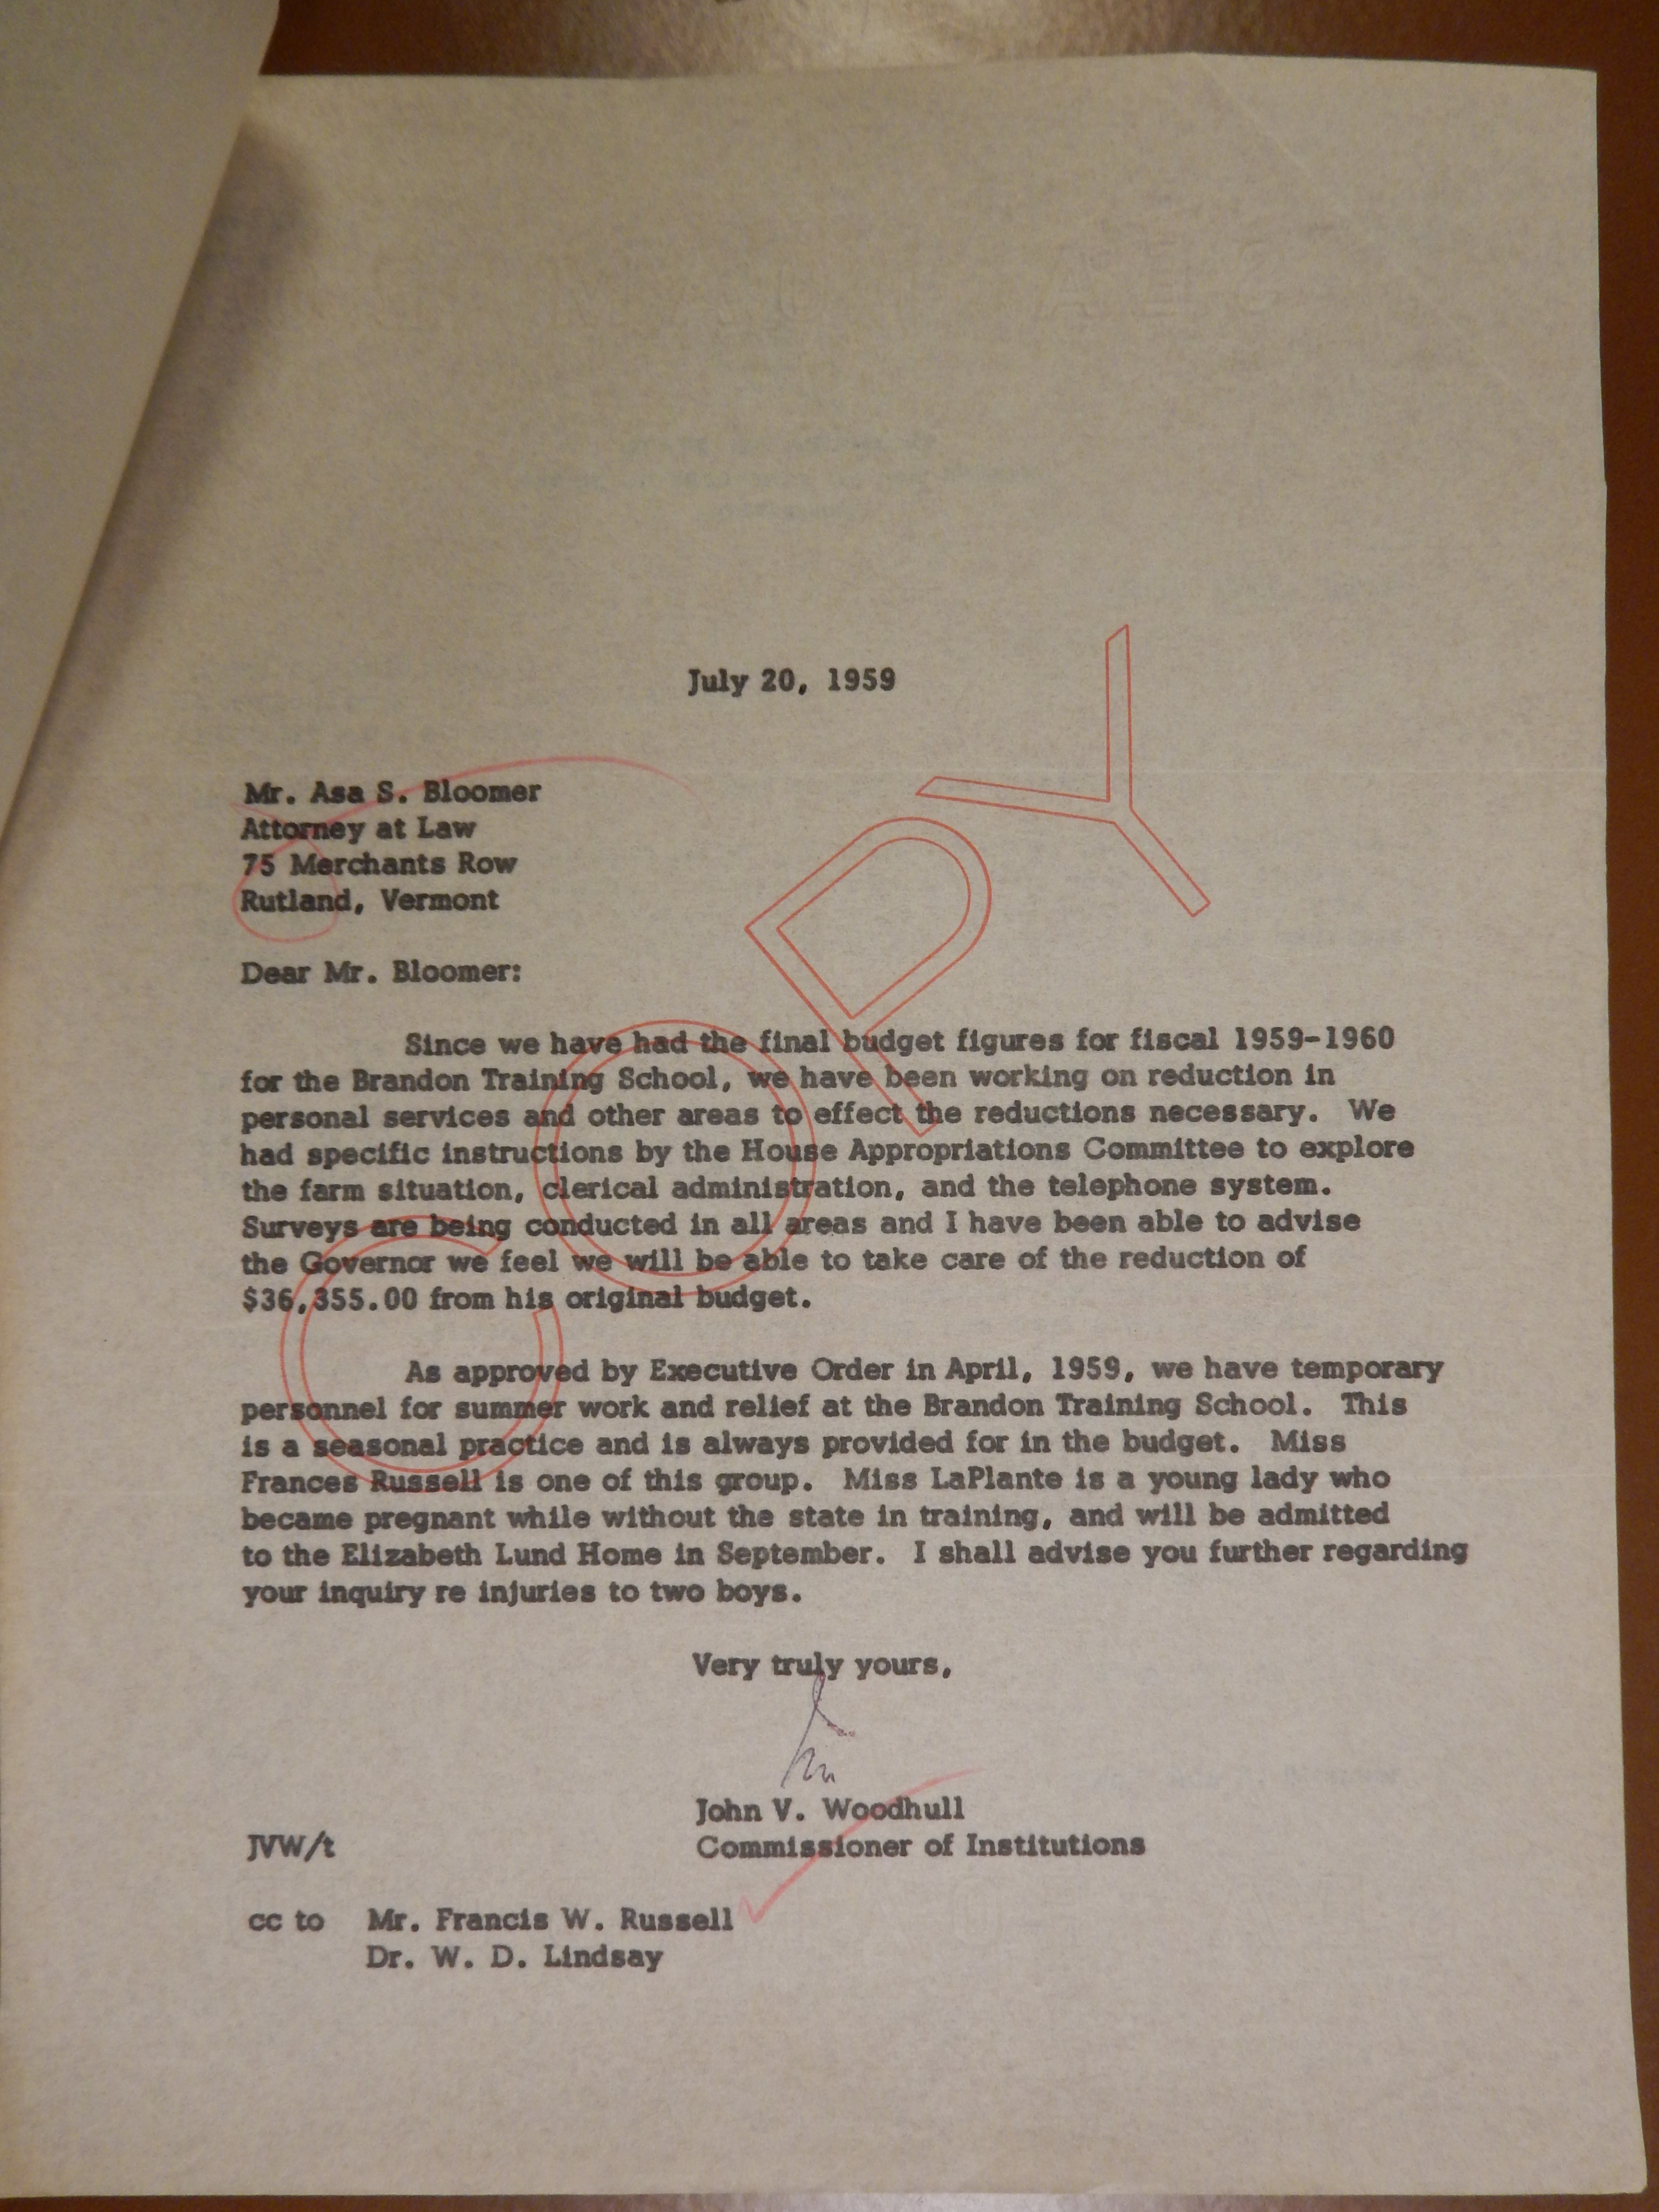 July 20, 1959
Mr. Asa S. Bloomer
Attorney at Law
75 Merchants Row
Rutland, Vermont
Dear Mr. Bloomer:
Since we have had the final budget figures for fiscal 1959-1960
for the Brandon Training School, we have been working on reduction in
personal services and other areas to effect the reductions necessary. We
had specific instructions by the House Appropriations Committee to explore
the farm situation, clerical administration, and the telephone system.
Surveys are being conducted in all areas and I have been able to advise
the Governor we feel we will be able to take care of the reduction of
$36,355.00 from his original budget.
As approved by Executive Order in April, 1959, we have temporary
personnel for summer work and relief at the Brandon Training School. This
is a seasonal practice and is always provided for in the budget. Miss
Frances Russell is one of this group. Miss LaPlante is a young lady who
became pregnant while without the state in training, and will be admitted
to the Elizabeth Lund Home in September. I shall advise you further regarding
your inquiry re injuries to two boys.
Very truly yours,
John V. Woodhull
JVW/t Commissioner of Institutions
cc to Mr. Francis W. Russell
Dr. W. D. Lindsay
COPY